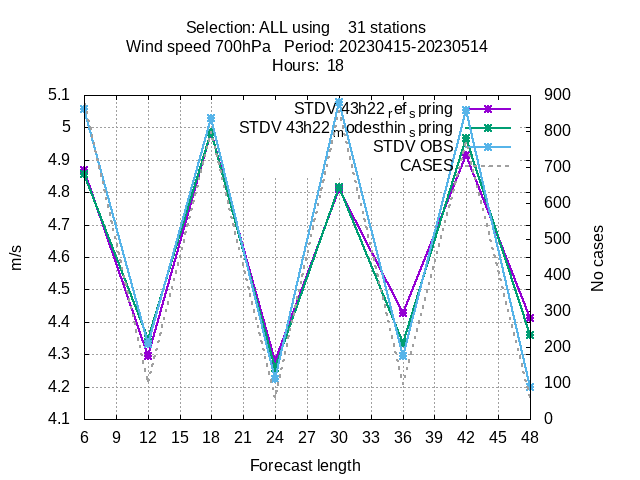 Selection: ALL using    31 stations
Wind speed 700hPa   Period: 20230415-20230514
Hours:  18
STDV 43h22_ref_spring
STDV 43h22_modesthin_spring
STDV OBS
CASES
5.1
5
4.9
4.8
4.7
4.6
4.5
4.4
4.3
4.2
4.1
m/s
900
800
700
600
500
400
300
200
100
0
No cases
6 9 12 15 18 21 24 27 30 33 36 39 42 45 48
Forecast length